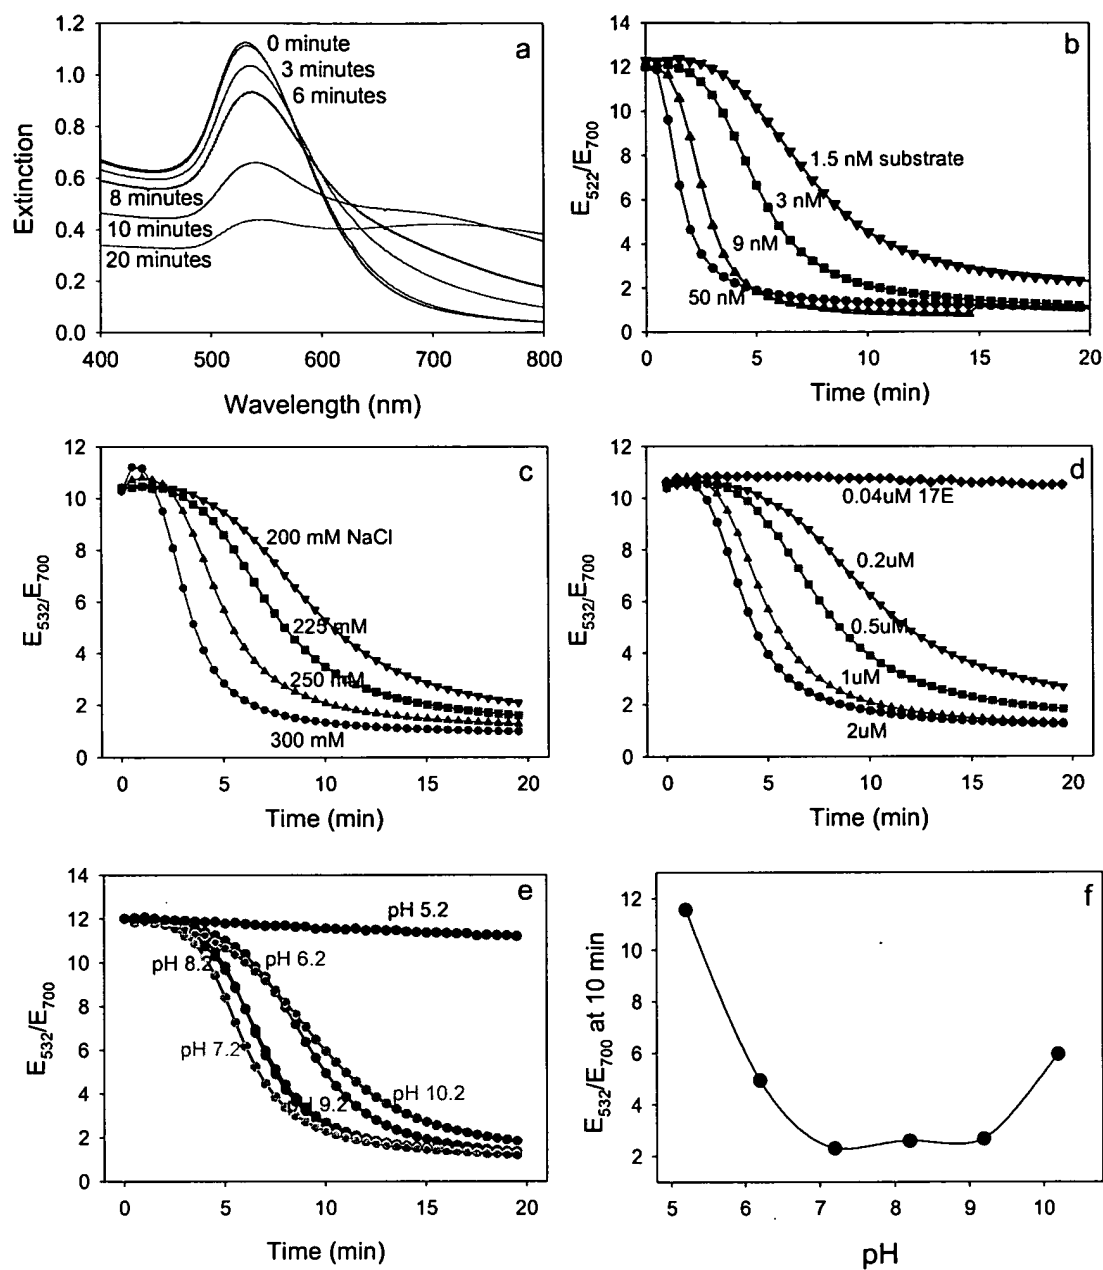 a
1.2
1.0
0.8
0.6
0.4
0.2
0.0
Extinction
0 minute
3 minutes
6 minutes
8 minutes
10 minutes
20 minutes
400 500 600 700 800
Wavelength (nm)
b
14
12
10
8
6
4
2
0
E522/E700
1.5 nM substrate
3 nM
9 nM
50 nM
0 5 10 15 20
Time (min)
c
12
10
8
6
4
2
0
E532/E700
200 mM NaCl
225 mM
250 mM
300 mM
0 5 10 15 20
Time (min)
d
12
10
8
6
4
2
0
E532/E700
0.04uM 17E
0.2uM
0.5uM
1uM
2uM
0 5 10 15 20
Time (min)
e
14
12
10
8
6
4
2
0
E532/E700
pH 5.2
pH 8.2
pH 6.2
pH 7.2
pH 10.2
pH 9.2
0 5 10 15 20
Time (min)
f
12
10
8
6
4
2
E532/E700 at 10 min
5 6 7 8 9 10
pH